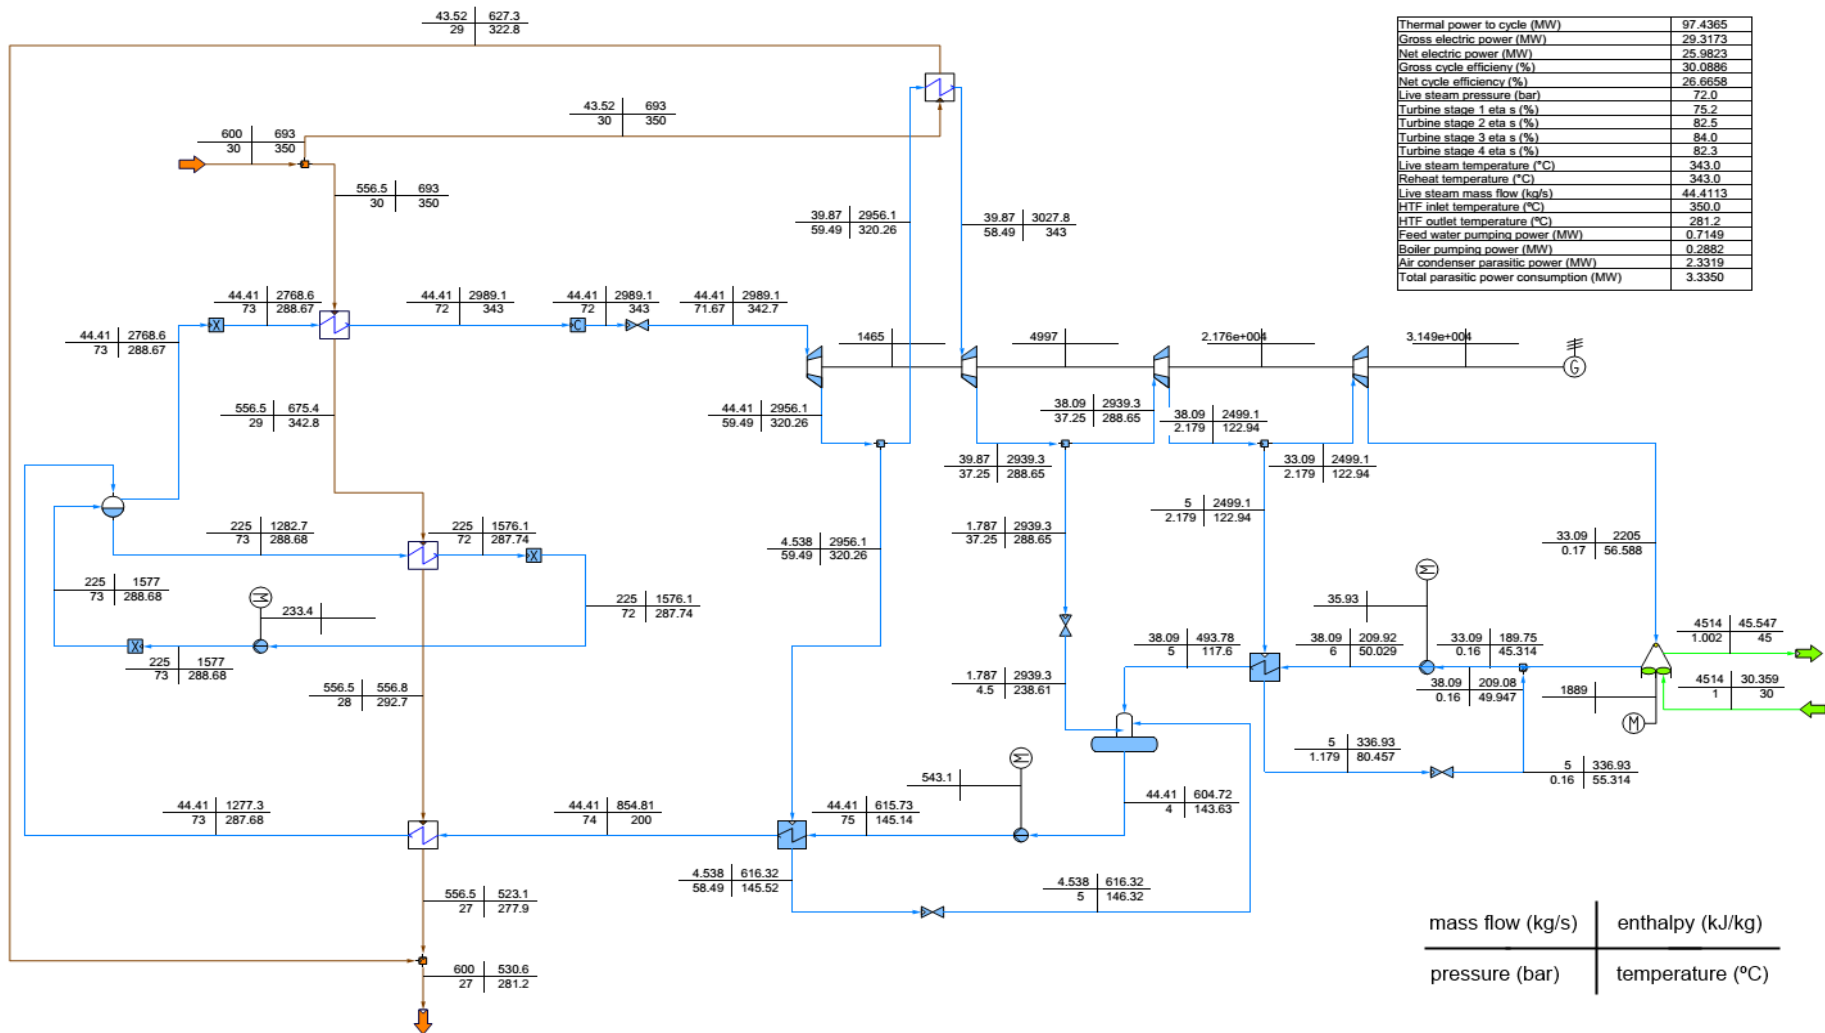 43.52 627.3
29 322.8
Thermal power to cycle (MW) 97.4365
Gross electric power (MW) 29.3173
Net electric power (MW) 25.9823
Gross cycle efficieny (%) 30.0886
Net cycle efficiency (%) 26.6658
Live steam pressure (bar) 72.0
Turbine stage 1 eta s (%) 75.2
Turbine stage 2 eta s (%) 82.5
Turbine stage 3 eta s (%) 84.0
Turbine stage 4 eta s (%) 82.3
Live steam temperature (°C) 343.0
Reheat temperature (°C) 343.0
Live steam mass flow (kg/s) 44.4113
HTF inlet temperature (ºC) 350.0
HTF outlet temperature (ºC) 281.2
Feed water pumping power (MW) 0.7149
Boiler pumping power (MW) 0.2882
Air condenser parasitic power (MW) 2.3319
Total parasitic power consumption (MW) 3.3350
43.52 693
30 350
600 693
30 350
556.5 693
30 350
39.87 2956.1
59.49 320.26
39.87 3027.8
58.49 343
44.41 2768.6
73 288.67
44.41 2989.1
72 343
44.41 2989.1
72 343
44.41 2989.1
71.67 342.7
X
C
44.41 2768.6
73 288.67
1465
4997
2.176e+004
3.149e+004
G
556.5 675.4
29 342.8
44.41 2956.1
59.49 320.26
38.09 2939.3
37.25 288.65
38.09 2499.1
2.179 122.94
39.87 2939.3
37.25 288.65
33.09 2499.1
2.179 122.94
5 2499.1
2.179 122.94
225 1282.7
73 288.68
225 1576.1
72 287.74
X
4.538 2956.1
59.49 320.26
1.787 2939.3
37.25 288.65
33.09 2205
0.17 56.588
225 1577
73 288.68
M
233.4
225 1576.1
72 287.74
M
35.93
X
225 1577
73 288.68
38.09 493.78
5 117.6
38.09 209.92
6 50.029
33.09 189.75
0.16 45.314
4514 45.547
1.002 45
556.5 556.8
28 292.7
1.787 2939.3
4.5 238.61
38.09 209.08
0.16 49.947
1889
4514 30.359
1 30
M
5 336.93
1.179 80.457
5 336.93
0.16 55.314
M
543.1
44.41 1277.3
73 287.68
44.41 854.81
74 200
44.41 615.73
75 145.14
44.41 604.72
4 143.63
556.5 523.1
27 277.9
4.538 616.32
58.49 145.52
4.538 616.32
5 146.32
600 530.6
27 281.2
mass flow (kg/s) enthalpy (kJ/kg)
pressure (bar) temperature (ºC)